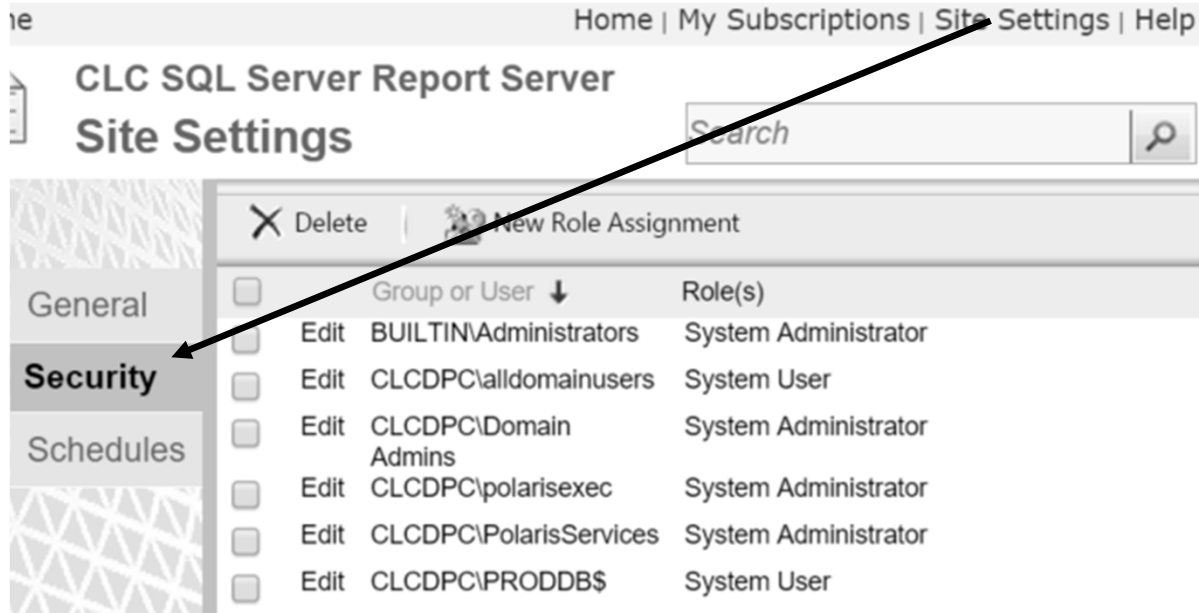 ne
Home | My Subscriptions | Site Settings | Help
CLC SQL Server Report Server
Site Settings
Search
Delete | New Role Assignment
General
Security
Schedules
Group or User Role(s)
Edit BUILTIN\Administrators System Administrator
Edit CLCDPC\alldomainusers System User
Edit CLCDPC\Domain
Admins System Administrator
Edit CLCDPC\polarisexec System Administrator
Edit CLCDPC\PolarisServices System Administrator
Edit CLCDPC\PRODDB$ System User